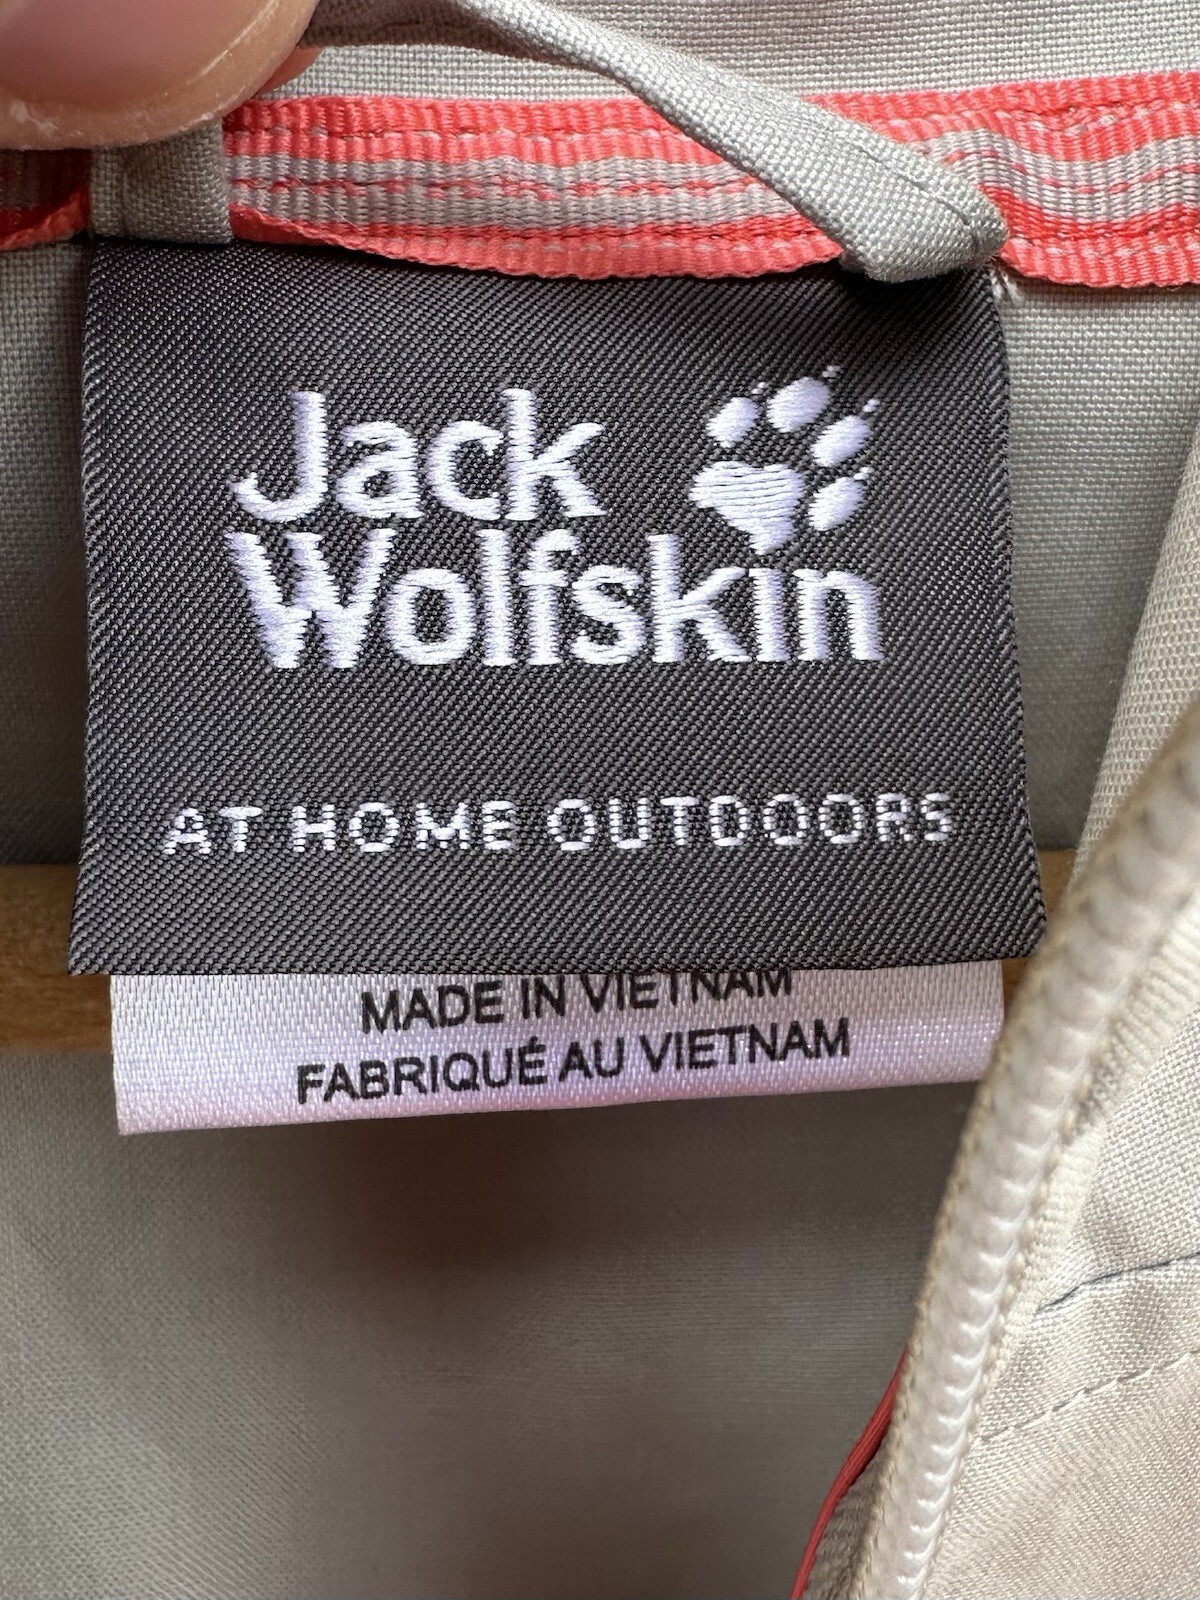 Jack
Wolfskin
AT HOME OUTDOORS
MADE IN VIETNAM
FABRIQUÉ AU VIETNAM